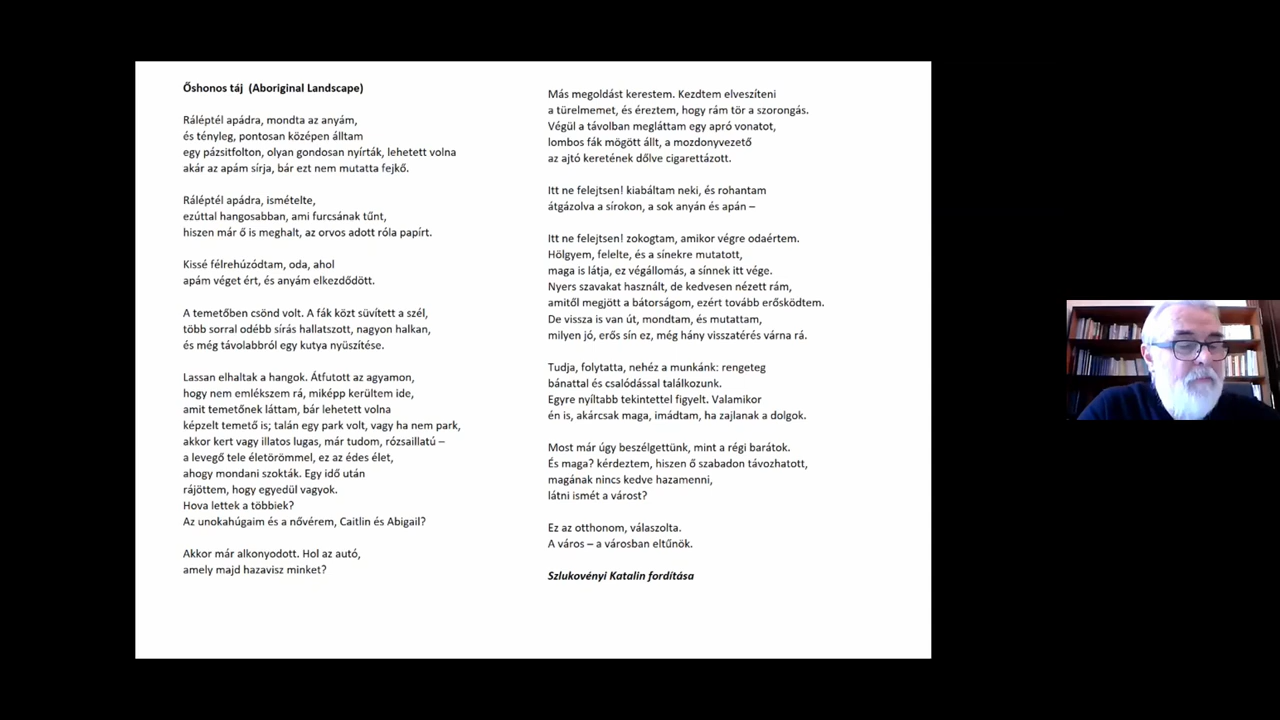 Őshonos táj  (Aboriginal Landscape)
Ráléptél apádra, mondta az anyám,
és tényleg, pontosan középen álltam
egy pázsitfolton, olyan gondosan nyírták, lehetett volna
akár az apám sírja, bár ezt nem mutatta fejkő.
Ráléptél apádra, ismételte,
ezúttal hangosabban, ami furcsának tűnt,
hiszen már ő is meghalt, az orvos adott róla papírt.
Kissé félrehúzódtam, oda, ahol
apám véget ért, és anyám elkezdődött.
A temetőben csönd volt. A fák közt süvített a szél,
több sorral odébb sírás hallatszott, nagyon halkan,
és még távolabbról egy kutya nyüszítése.
Lassan elhaltak a hangok. Átfutott az agyamon,
hogy nem emlékszem rá, miképp kerültem ide,
amit temetőnek láttam, bár lehetett volna
képzelt temető is; talán egy park volt, vagy ha nem park,
akkor kert vagy illatos lugas, már tudom, rózsaillatú –
a levegő tele életörömmel, ez az édes élet,
ahogy mondani szokták. Egy idő után
rájöttem, hogy egyedül vagyok.
Hova lettek a többiek?
Az unokahúgaim és a nővérem, Caitlin és Abigail?
Akkor már alkonyodott. Hol az autó,
amely majd hazavisz minket?
Más megoldást kerestem. Kezdtem elveszíteni
a türelmemet, és éreztem, hogy rám tör a szorongás.
Végül a távolban megláttam egy apró vonatot,
lombos fák mögött állt, a mozdonyvezető
az ajtó keretének dőlve cigarettázott.
Itt ne felejtsen! kiabáltam neki, és rohantam
átgázolva a sírokon, a sok anyán és apán –
Itt ne felejtsen! zokogtam, amikor végre odaértem.
Hölgyem, felelte, és a sínekre mutatott,
maga is látja, ez végállomás, a sínnek itt vége.
Nyers szavakat használt, de kedvesen nézett rám,
amitől megjött a bátorságom, ezért tovább erősködtem.
De vissza is van út, mondtam, és mutattam,
milyen jó, erős sín ez, még hány visszatérés várna rá.
Tudja, folytatta, nehéz a munkánk: rengeteg
bánattal és csalódással találkozunk.
Egyre nyíltabb tekintettel figyelt. Valamikor
én is, akárcsak maga, imádtam, ha zajlanak a dolgok.
Most már úgy beszélgettünk, mint a régi barátok.
És maga? kérdeztem, hiszen ő szabadon távozhatott,
magának nincs kedve hazamenni,
látni ismét a várost?
Ez az otthonom, válaszolta.
A város – a városban eltűnök.
Szlukovényi Katalin fordítása